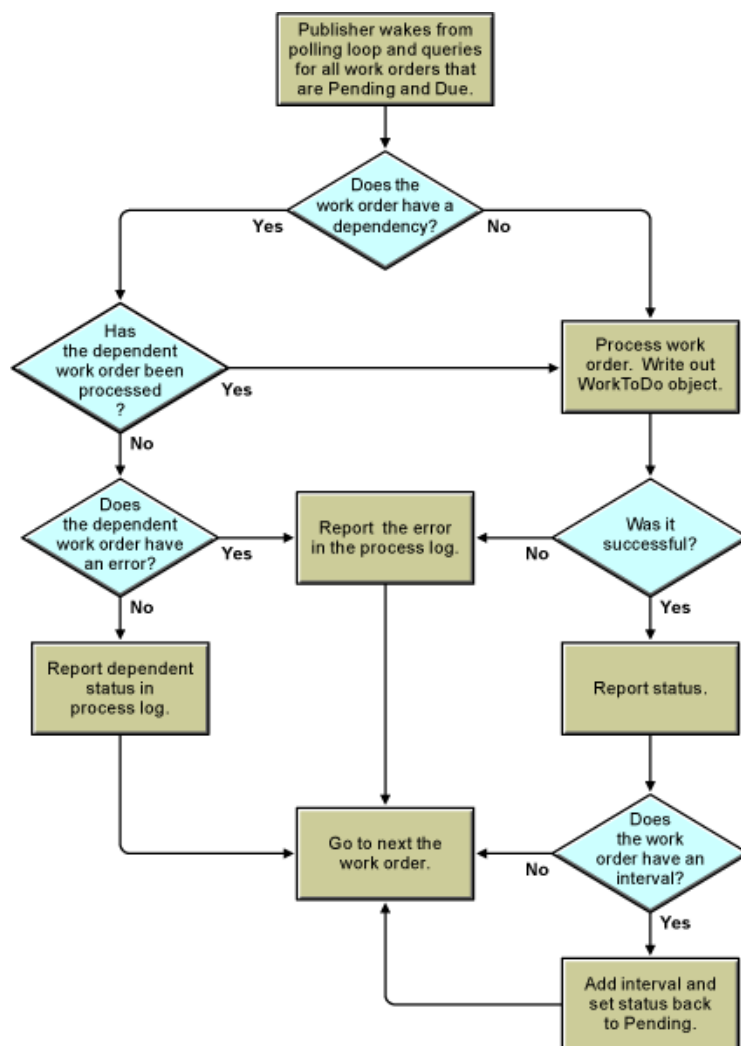 Publisher wakes from
polling loop and queries
for all work orders that
are Pending and Due.
Does the
work order have a
dependency?
Yes
No
Has
the dependent
work order been
processed
?
Yes
No
Process work
order. Write out
WorkToDo object.
Does
the dependent
work order have
an error?
Yes
No
Report the error
in the process log.
Was it
successful?
No
Yes
Report dependent
status in
process log.
Report status.
Go to next the
work order.
Does
the work
order have an
interval?
No
Yes
Add interval and
set status back
to Pending.